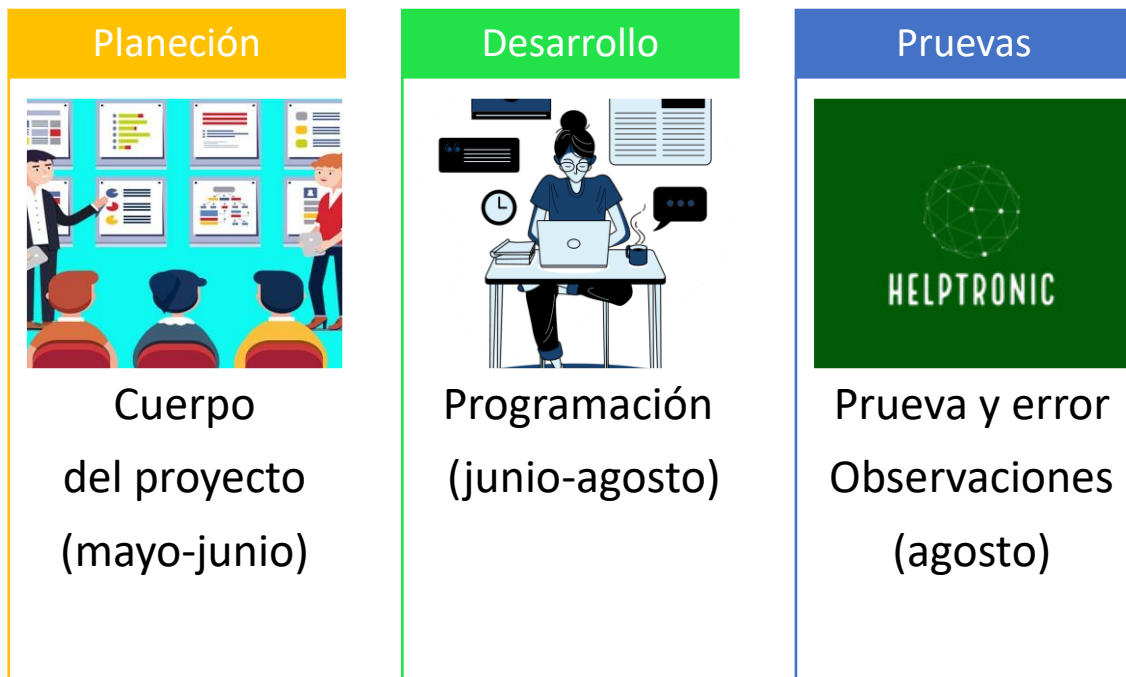 Planeción
Cuerpo
del proyecto
(mayo-junio)
Desarrollo
Programación
(junio-agosto)
Pruevas
HELPTRONIC
Prueva y error
Observaciones
(agosto)